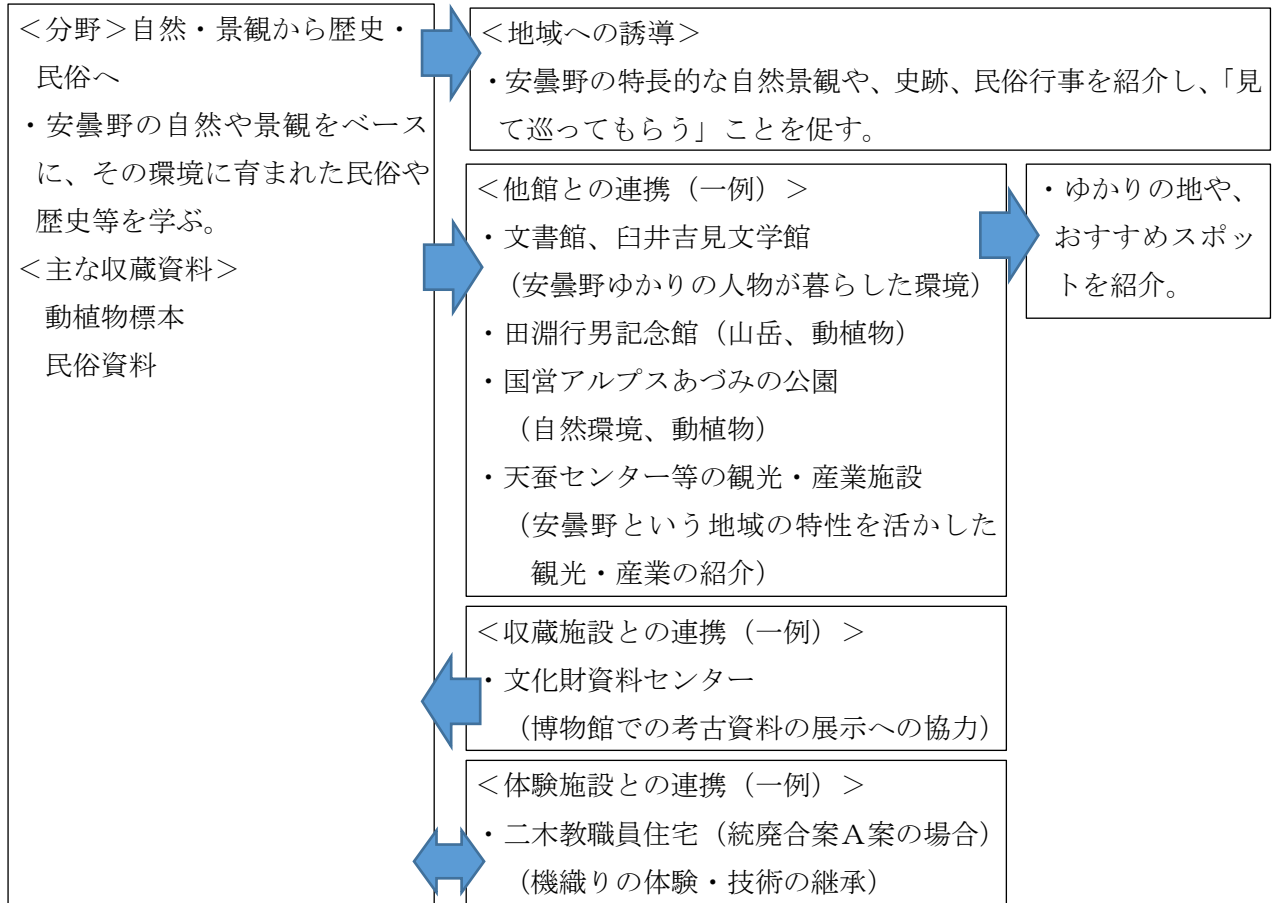 ＜分野＞自然・景観から歴史・
民俗へ
・安曇野の自然や景観をベース
に、その環境に育まれた民俗や
歴史等を学ぶ。
＜主な収蔵資料＞
動植物標本
民俗資料
＜地域への誘導＞
・安曇野の特長的な自然景観や、史跡、民俗行事を紹介し、「見
て巡ってもらう」ことを促す。
＜他館との連携（一例）＞
・文書館、臼井吉見文学館
（安曇野ゆかりの人物が暮らした環境）
・田淵行男記念館（山岳、動植物）
・国営アルプスあづみの公園
（自然環境、動植物）
・天蚕センター等の観光・産業施設
（安曇野という地域の特性を活かした
観光・産業の紹介）
・ゆかりの地や、
おすすめスポッ
トを紹介。
＜収蔵施設との連携（一例）＞
・文化財資料センター
（博物館での考古資料の展示への協力）
＜体験施設との連携（一例）＞
・二木教職員住宅（統廃合案Ａ案の場合）
（機織りの体験・技術の継承）